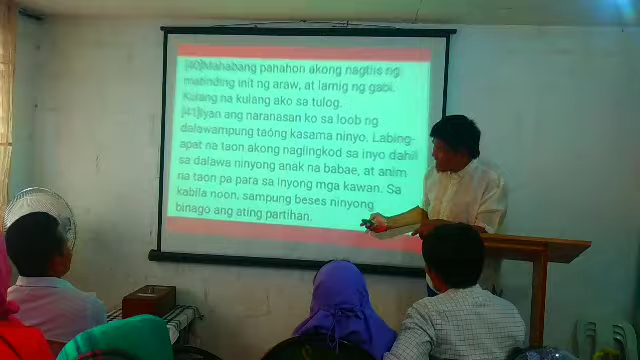 [40]Mahabang panahon akong nagtiis ng
matinding init ng araw, at lamig ng gabi.
Kulang na kulang ako sa tulog.
[41]Iyan ang naranasan ko sa loob ng
dalawampung taóng kasama ninyo. Labing-
apat na taon akong naglingkod sa inyo dahil
sa dalawa ninyong anak na babae, at anim
na taon pa para sa inyong mga kawan. Sa
kabila noon, sampung beses ninyong
binago ang ating partihan.